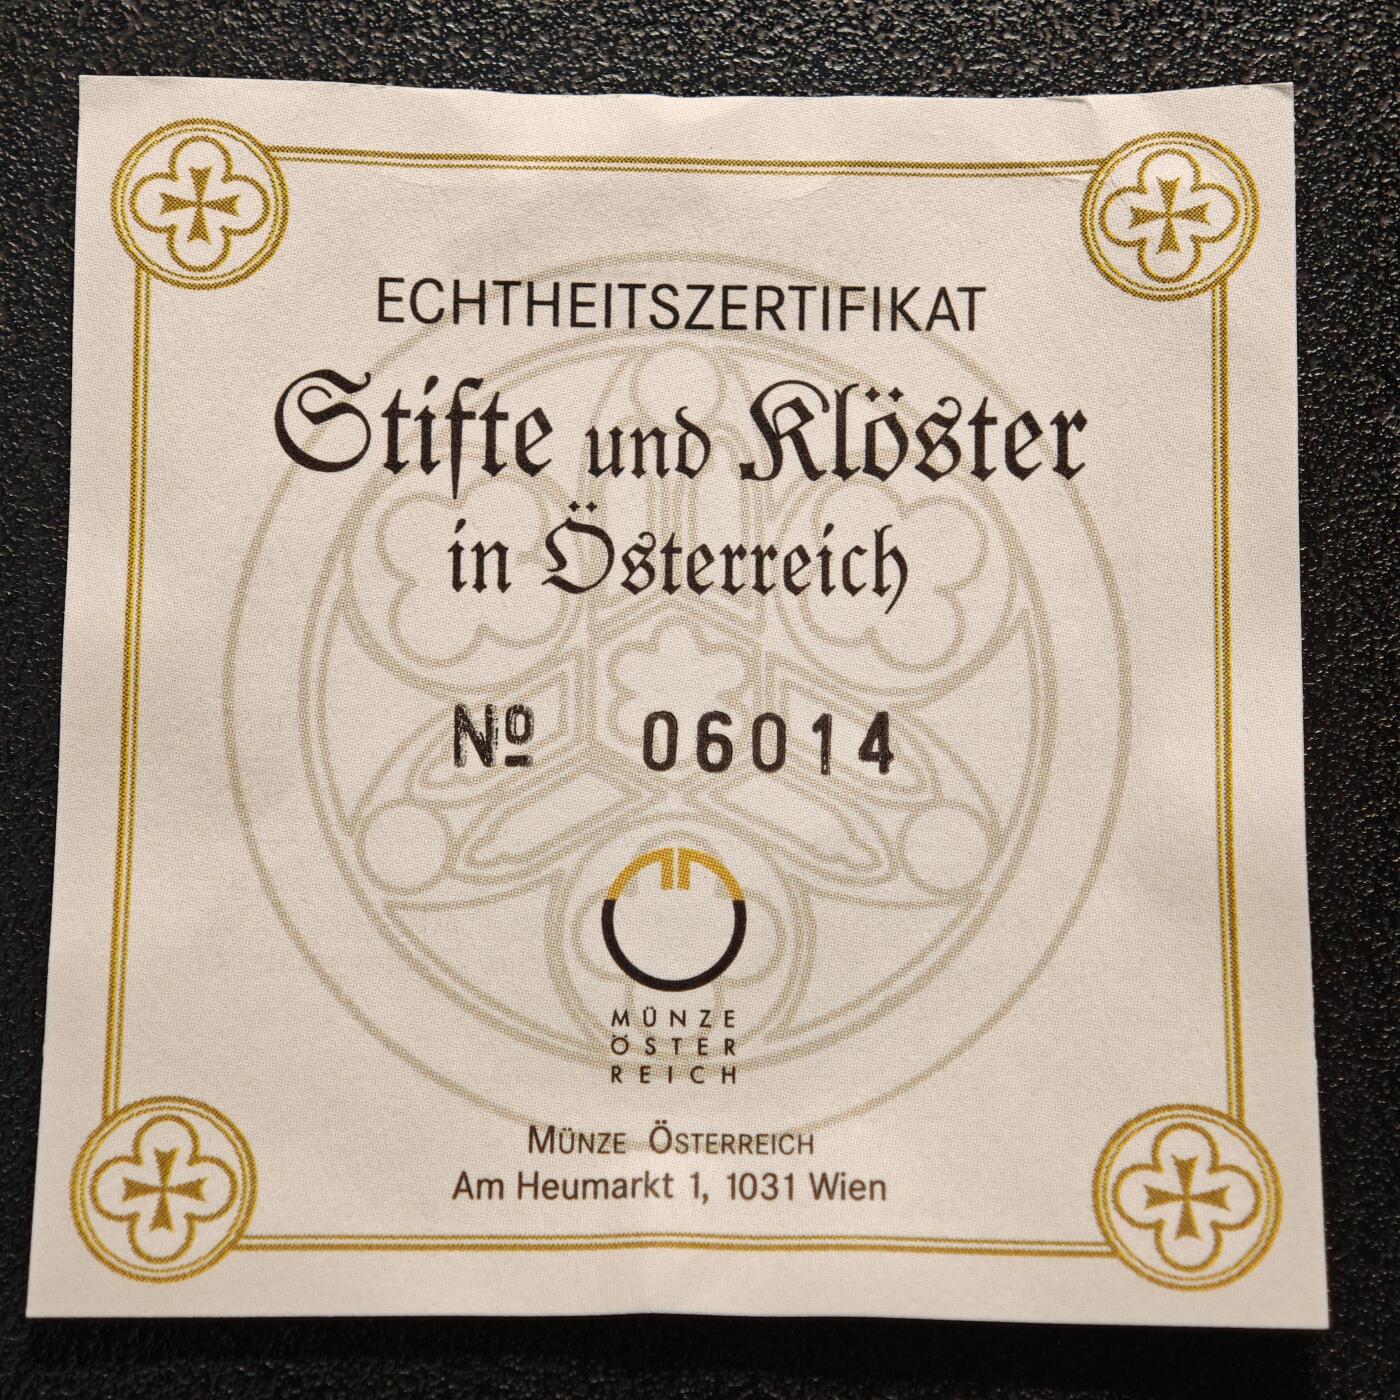 ECHTHEITSZERTIFIKAT
Stifte und Klöster
in Österreich
Nº 06014
MÜNZE
ÖSTER
REICH
MÜNZE ÖSTERREICH
Am Heumarkt 1, 1031 Wien